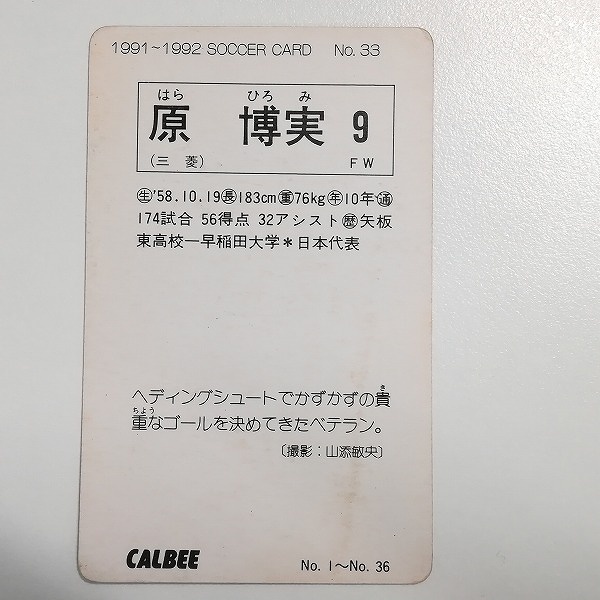 1991~1992 SOCCER CARD No. 33
はら ひろ み
原 博実 9
(三 菱) FW
生'58.10.19長183cm重76kg年10年通
174試合 56得点 32アシスト歴矢板
東高校―早稲田大学*日本代表
ヘディングシュートでかずかずの貴
き
重なゴールを決めてきたベテラン。
ちょう
〔撮影:山添敏央〕
CALBEE No. 1~No. 36